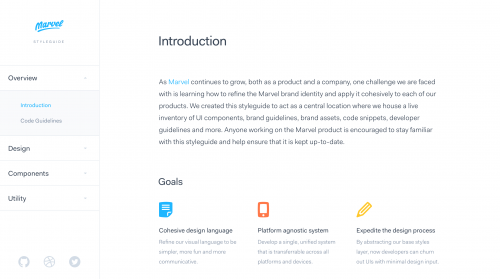 Marvel
STYLEGUIDE
Overview
Introduction
Code Guidelines
Design
Components
Utility
Introduction
As Marvel continues to grow, both as a product and a company, one challenge we are faced
with is learning how to refine the Marvel brand identity and apply it cohesively to each of our
products. We created this styleguide to act as a central location where we house a live
inventory of UI components, brand guidelines, brand assets, code snippets, developer
guidelines and more. Anyone working on the Marvel product is encouraged to stay familiar
with this styleguide and help ensure that it is kept up-to-date.
Goals
Cohesive design language
Refine our visual language to be
simpler, more fun and more
communicative.
Platform agnostic system
Develop a single, unified system
that is transferrable across all
platforms and devices.
Expedite the design process
By abstracting our base styles
layer, new developers can churn
out UIs with minimal design input.